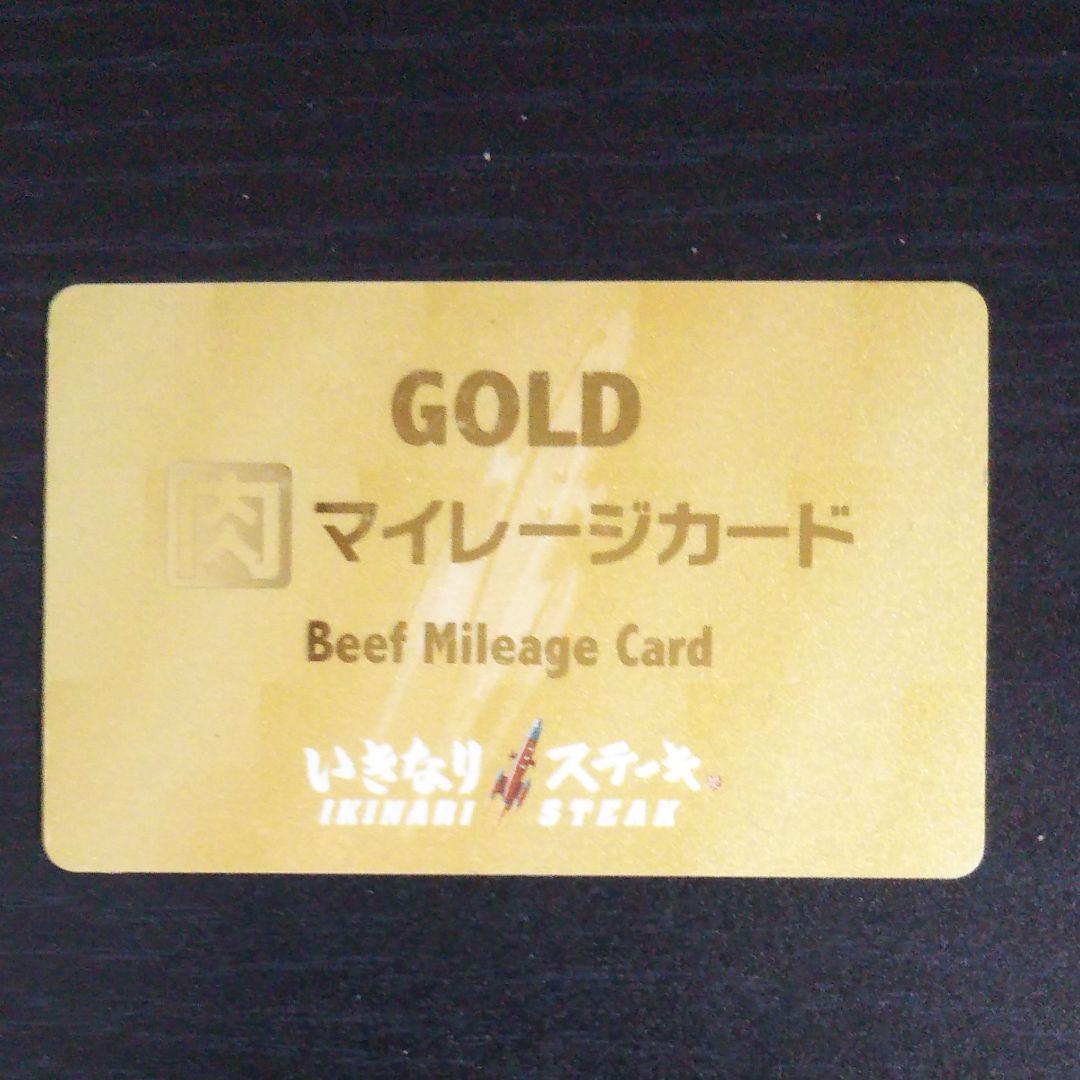 GOLD
肉マイレージカード
Beef Mileage Card
いきなりステーキ
IKINARI STEAK